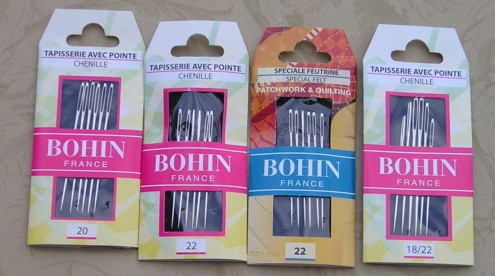 TAPISSERIE AVEC POINTE
CHENILLE
BOHIN
FRANCE
20
TAPISSERIE AVEC POINTE
CHENILLE
BOHIN
FRANCE
22
SPECIALE FEUTRINE
SPECIAL FELT
PATCHWORK & QUILTING
BOHIN
FRANCE
22
TAPISSERIE AVEC POINTE
CHENILLE
BOHIN
FRANCE
18/22